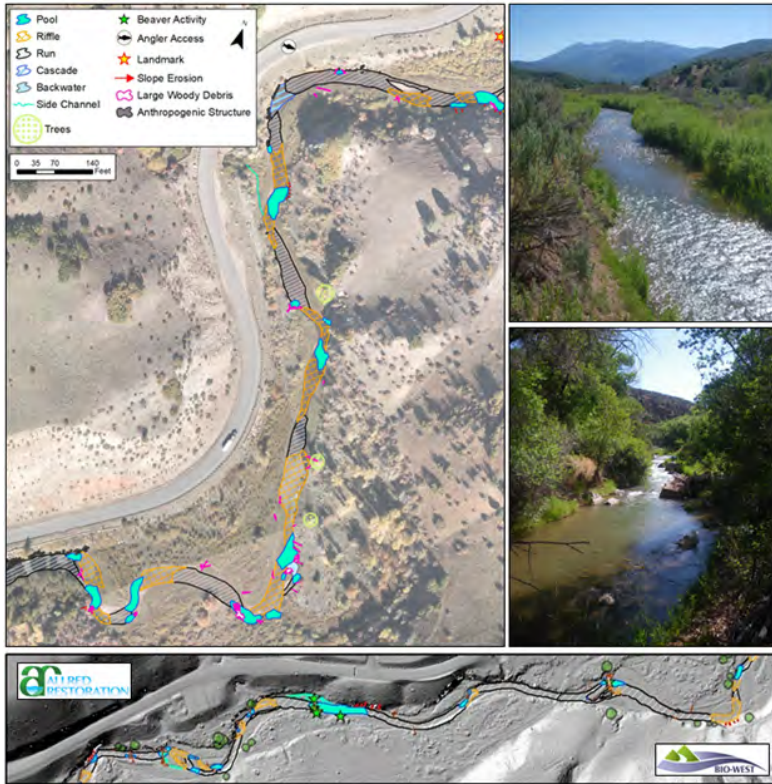 Pool
Riffle
Run
Cascade
Backwater
Side Channel
Trees
Beaver Activity
Angler Access
Landmark
Slope Erosion
Large Woody Debris
Anthropogenic Structure
N
0 35 70 140
Feet
ALLRED
RESTORATION
BIO-WEST